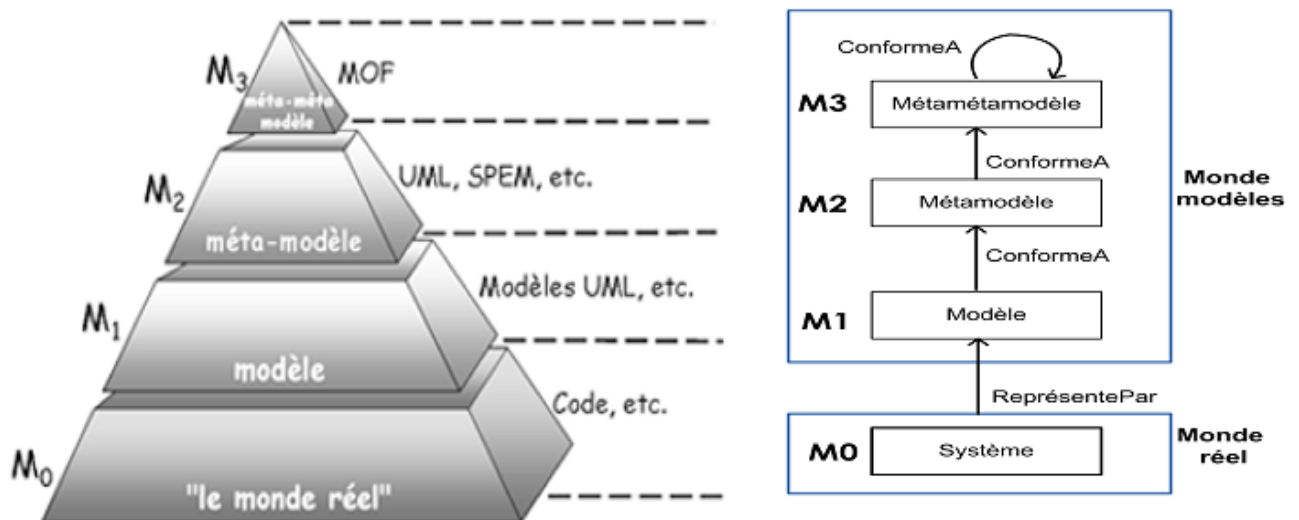 M3
méta-méta
modèle
MOF
M2
méta-modèle
UML, SPEM, etc.
M1
modèle
Modèles UML, etc.
M0
"le monde réel"
Code, etc.
ConformeA
M3
Métamétamodèle
ConformeA
M2
Métamodèle
ConformeA
M1
Modèle
Monde
modèles
ReprésentePar
M0
Système
Monde
réel